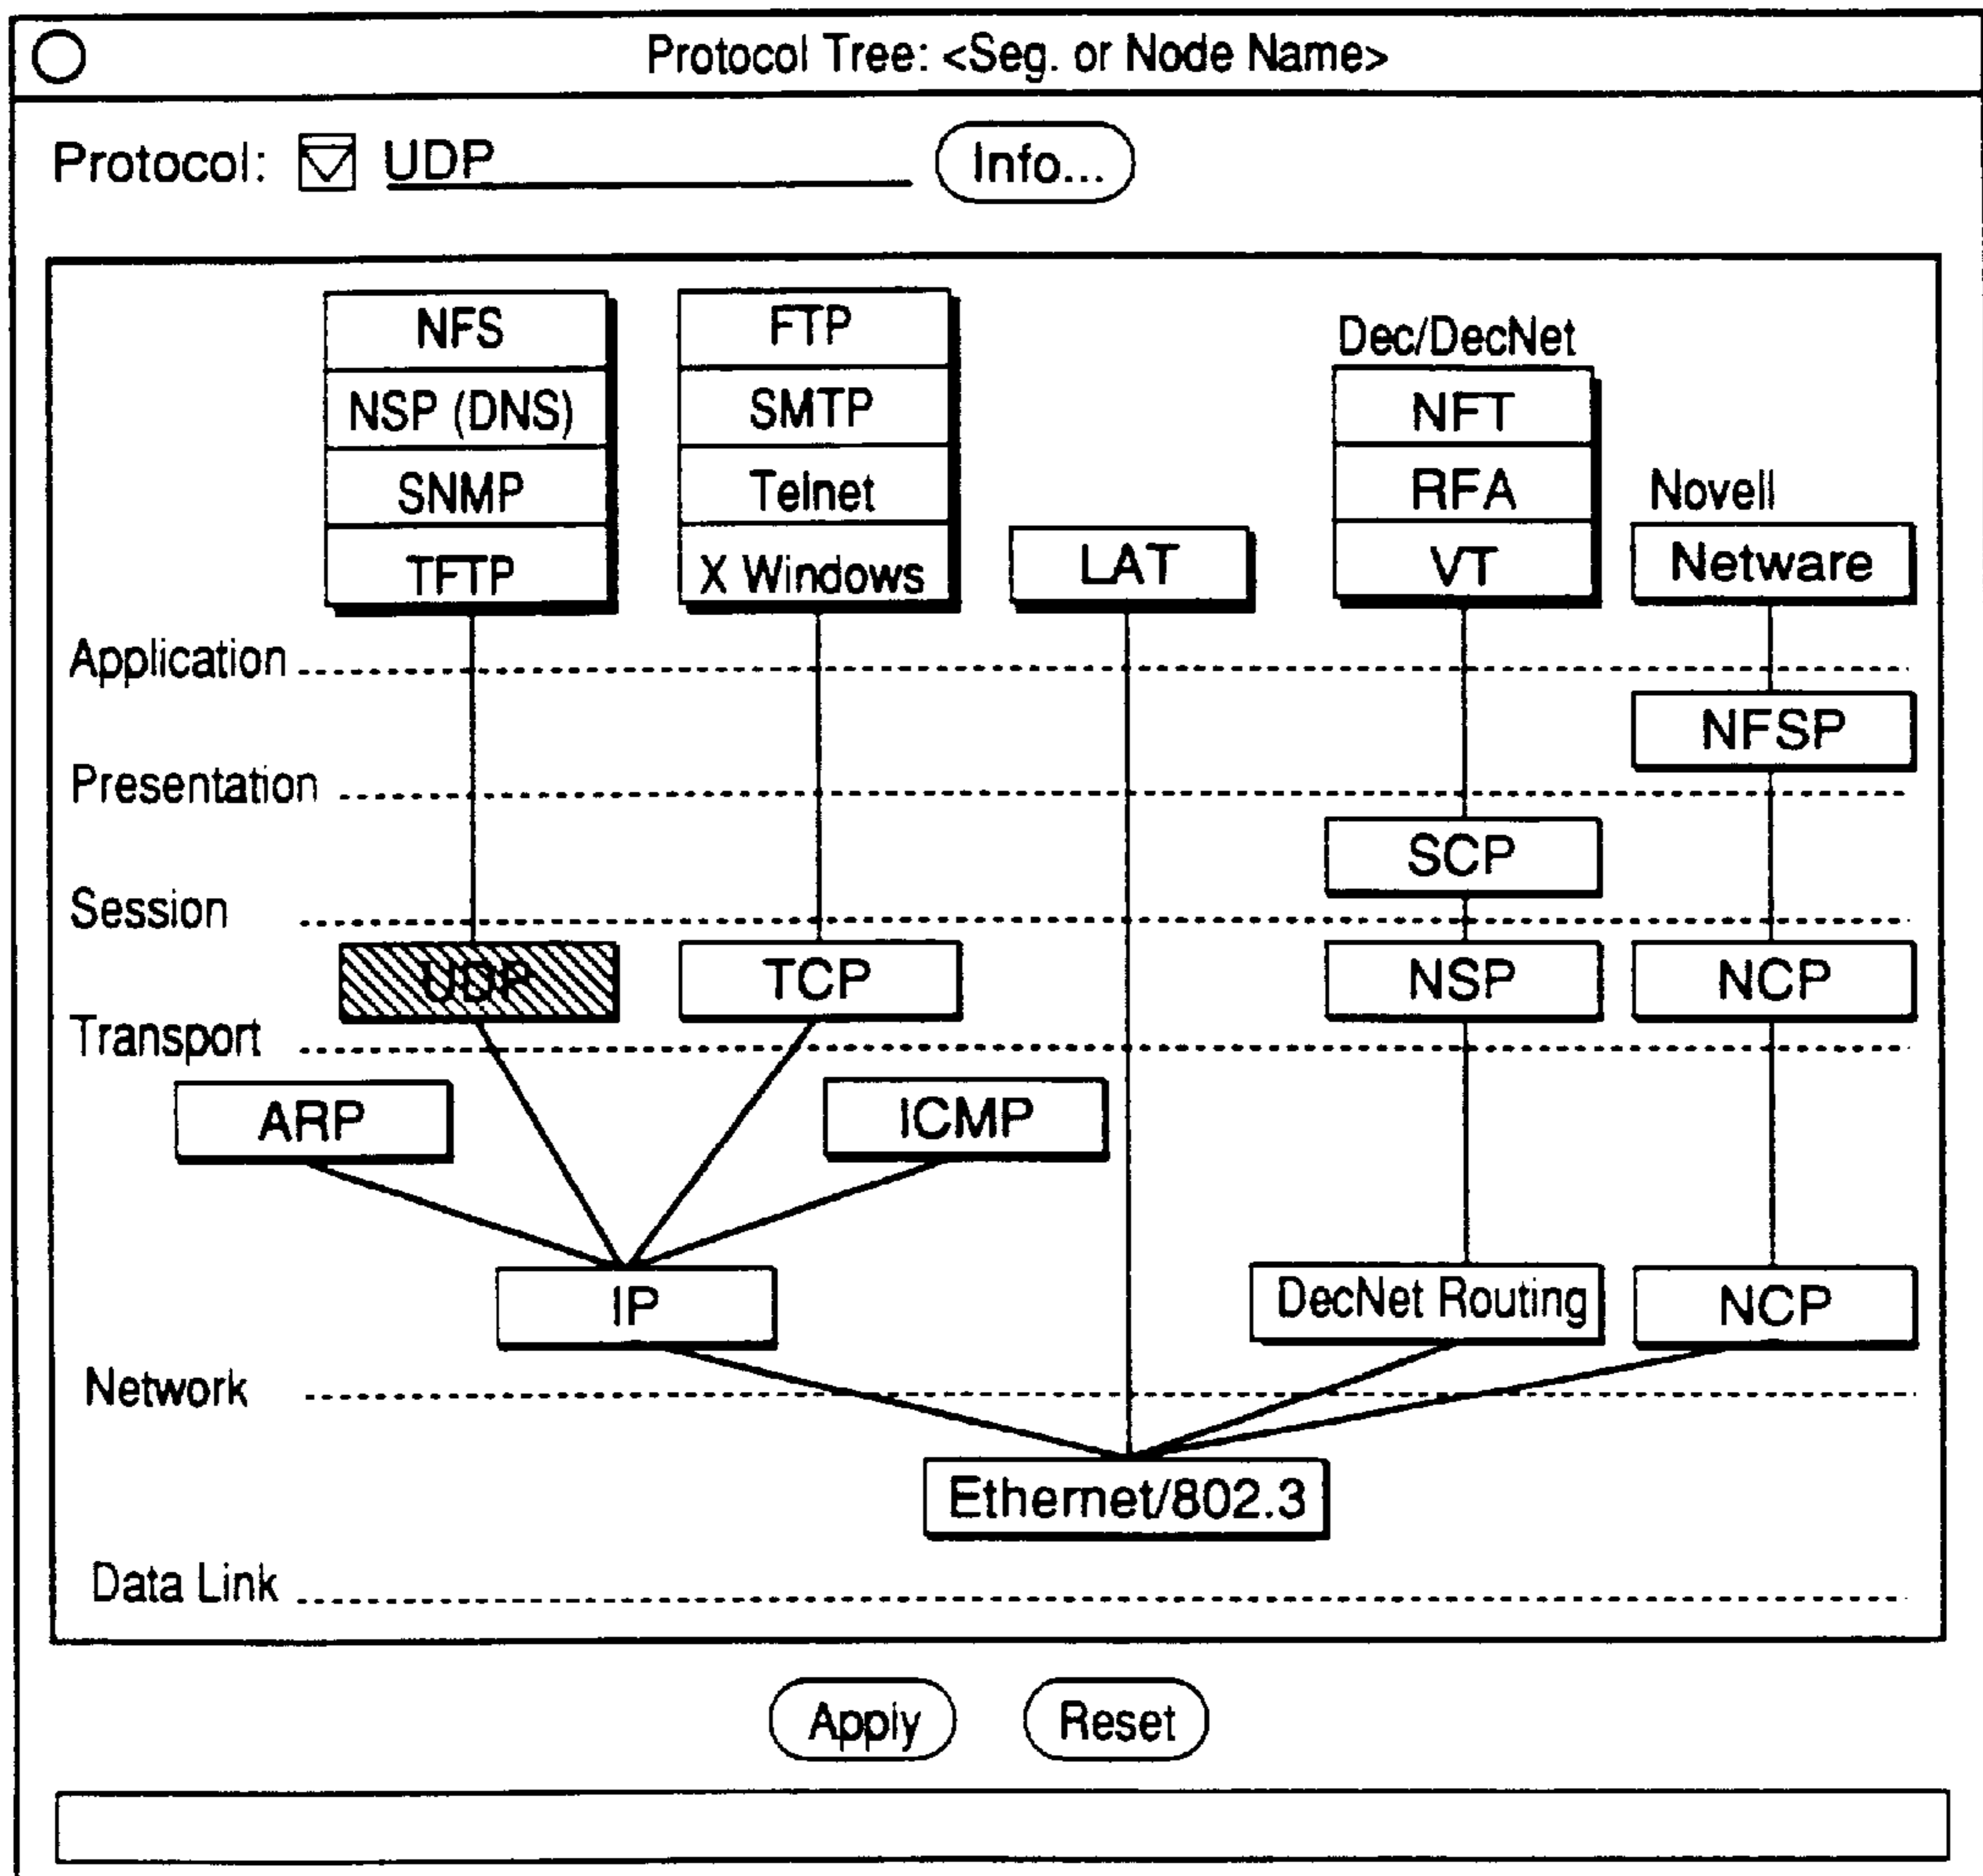 Protocol Tree: <Seg. or Node Name>
Protocol: UDP Info...
NFS
NSP (DNS)
SNMP
TFTP
FTP
SMTP
Telnet
X Windows
LAT
Dec/DecNet
NFT
RFA
VT
Novell
Netware
Application
NFSP
Presentation
SCP
Session
UDP
TCP
NSP
NCP
Transport
ARP
ICMP
IP
DecNet Routing
NCP
Network
Ethernet/802.3
Data Link
Apply
Reset